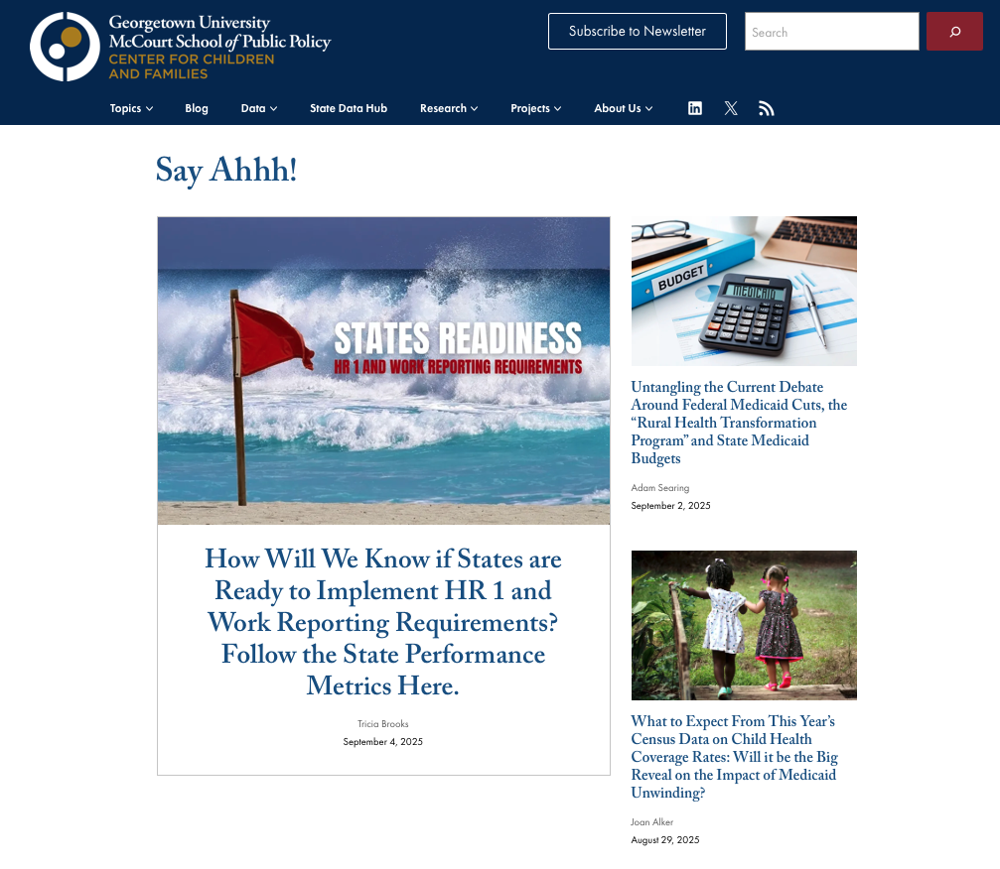 Georgetown University
McCourt School of Public Policy
CENTER FOR CHILDREN
AND FAMILIES
Subscribe to Newsletter
Search
Topics
Blog
Data
State Data Hub
Research
Projects
About Us
Say Ahhh!
STATES READINESS
HR 1 AND WORK REPORTING REQUIREMENTS
How Will We Know if States are
Ready to Implement HR 1 and
Work Reporting Requirements?
Follow the State Performance
Metrics Here.
Tricia Brooks
September 4, 2025
BUDGET
MEDICAID
Untangling the Current Debate
Around Federal Medicaid Cuts, the
“Rural Health Transformation
Program” and State Medicaid
Budgets
Adam Searing
September 2, 2025
What to Expect From This Year’s
Census Data on Child Health
Coverage Rates: Will it be the Big
Reveal on the Impact of Medicaid
Unwinding?
Joan Alker
August 29, 2025